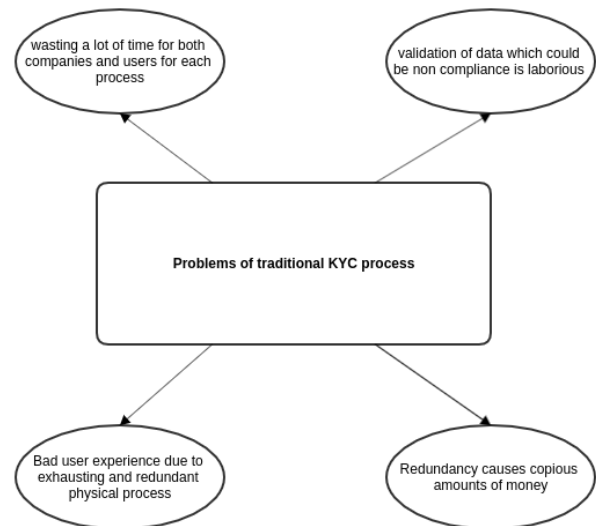 wasting a lot of time for both
companies and users for each
process
validation of data which could
be non compliance is laborious
Problems of traditional KYC process
Bad user experience due to
exhausting and redundant
physical process
Redundancy causes copious
amounts of money